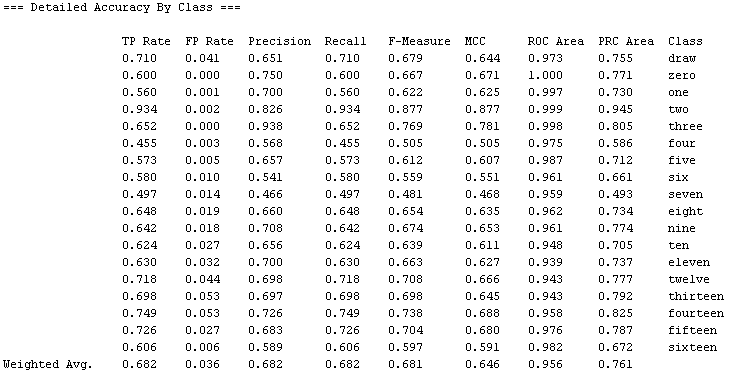 === Detailed Accuracy By Class ===
TP Rate FP Rate Precision Recall F-Measure MCC ROC Area PRC Area Class
0.710 0.041 0.651 0.710 0.679 0.644 0.973 0.755 draw
0.600 0.000 0.750 0.600 0.667 0.671 1.000 0.771 zero
0.560 0.001 0.700 0.560 0.622 0.625 0.997 0.730 one
0.934 0.002 0.826 0.934 0.877 0.877 0.999 0.945 two
0.652 0.000 0.938 0.652 0.769 0.781 0.998 0.805 three
0.455 0.003 0.568 0.455 0.505 0.505 0.975 0.586 four
0.573 0.005 0.657 0.573 0.612 0.607 0.987 0.712 five
0.580 0.010 0.541 0.580 0.559 0.551 0.961 0.661 six
0.497 0.014 0.466 0.497 0.481 0.468 0.959 0.493 seven
0.648 0.019 0.660 0.648 0.654 0.635 0.962 0.734 eight
0.642 0.018 0.708 0.642 0.674 0.653 0.961 0.774 nine
0.624 0.027 0.656 0.624 0.639 0.611 0.948 0.705 ten
0.630 0.032 0.700 0.630 0.663 0.627 0.939 0.737 eleven
0.718 0.044 0.698 0.718 0.708 0.666 0.943 0.777 twelve
0.698 0.053 0.697 0.698 0.698 0.645 0.943 0.792 thirteen
0.749 0.053 0.726 0.749 0.738 0.688 0.958 0.825 fourteen
0.726 0.027 0.683 0.726 0.704 0.680 0.976 0.787 fifteen
0.606 0.006 0.589 0.606 0.597 0.591 0.982 0.672 sixteen
Weighted Avg. 0.682 0.036 0.682 0.682 0.681 0.646 0.956 0.761